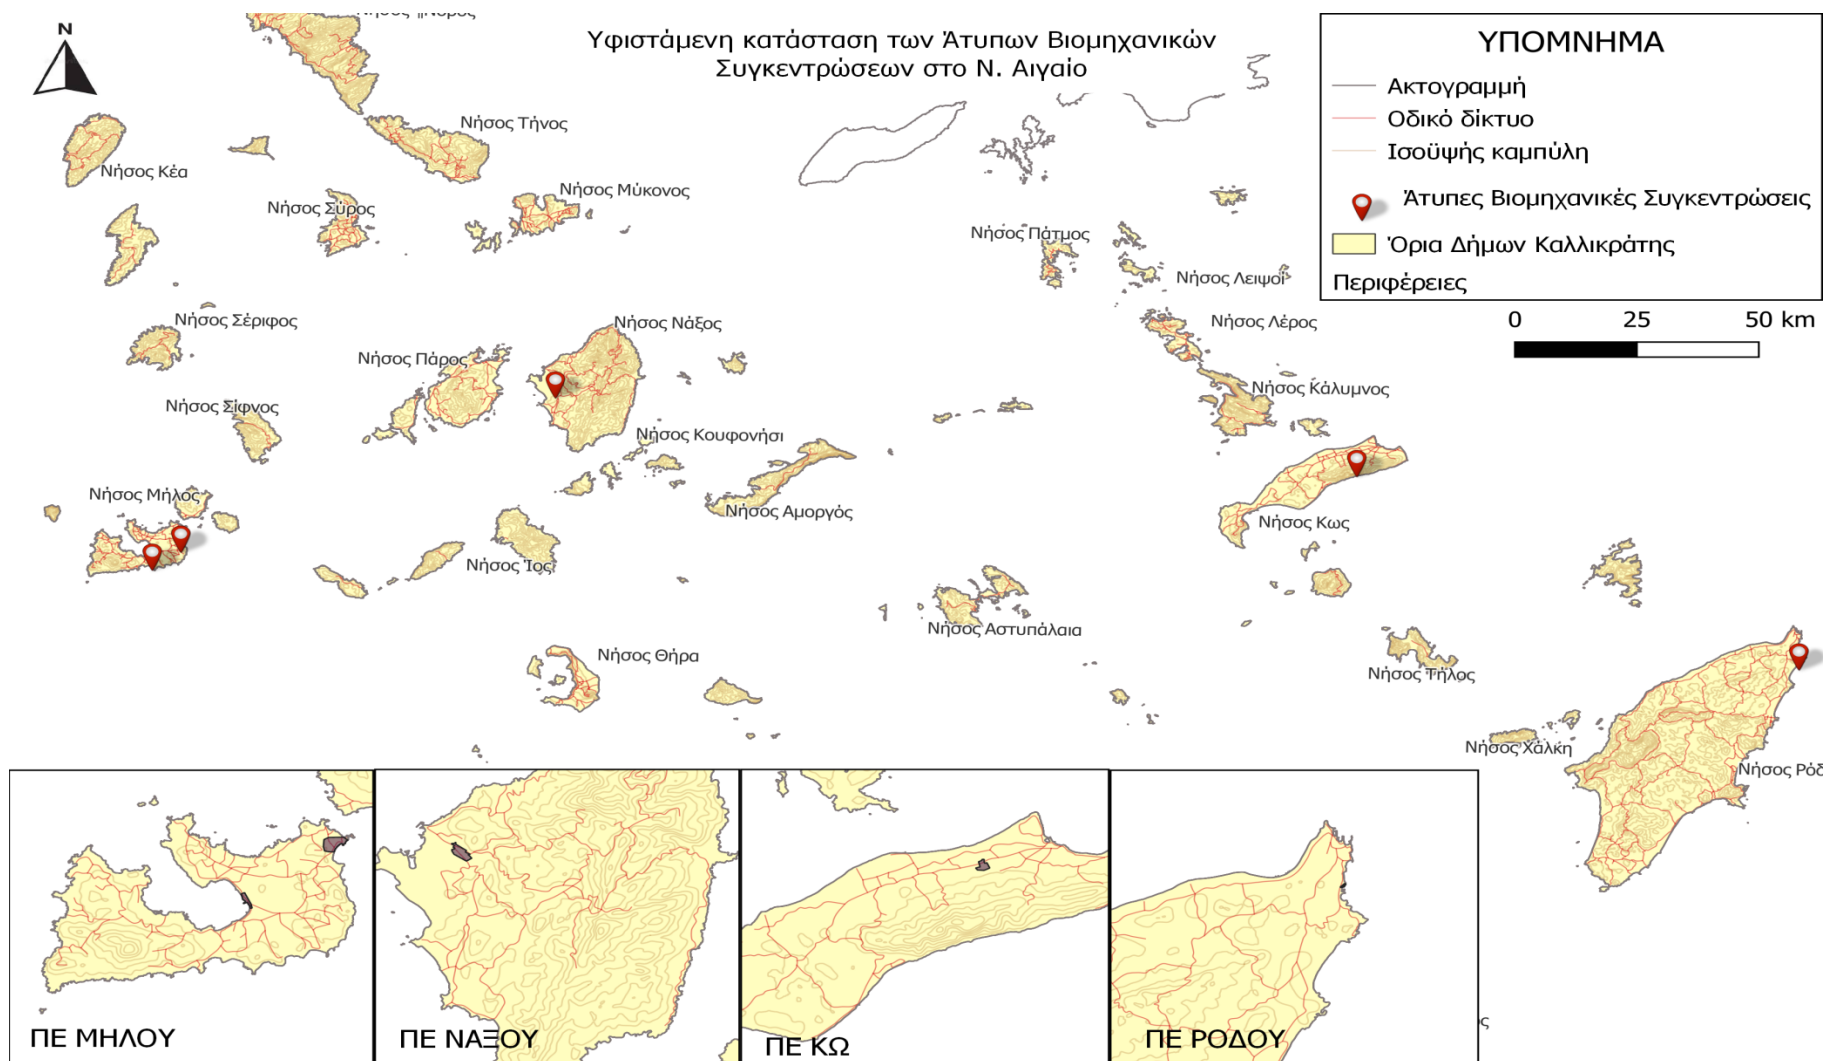 N
Υφιστάμενη κατάσταση των Άτυπων Βιομηχανικών
Συγκεντρώσεων στο Ν. Αιγαίο
ΥΠΟΜΝΗΜΑ
Ακτογραμμή
Οδικό δίκτυο
Ισοϋψής καμπύλη
Άτυπες Βιομηχανικές Συγκεντρώσεις
Όρια Δήμων Καλλικράτης
Περιφέρειες
0 25 50 km
Νήσος Τήνος
Νήσος Κέα
Νήσος Μύκονος
Νήσος Σύρος
Νήσος Πάτμος
Νήσος Λειψοί
Νήσος Σέριφος
Νήσος Νάξος
Νήσος Λέρος
Νήσος Πάρος
Νήσος Κάλυμνος
Νήσος Σίφνος
Νήσος Κουφονήσι
Νήσος Μήλος
Νήσος Αμοργός
Νήσος Κως
Νήσος Ίος
Νήσος Αστυπάλαια
Νήσος Θήρα
Νήσος Τήλος
Νήσος Χάλκη
Νήσος Ρόδ
ΠΕ ΜΗΛΟΥ
ΠΕ ΝΑΞΟΥ
ΠΕ ΚΩ
ΠΕ ΡΟΔΟΥ
ς